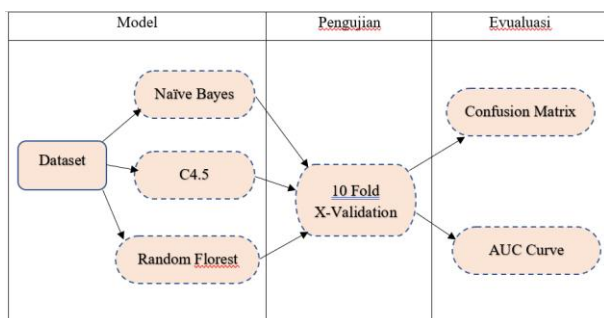 Model
Pengujian
Evualuasi
Naïve Bayes
Confusion Matrix
Dataset
C4.5
10 Fold
X-Validation
Random Florest
AUC Curve